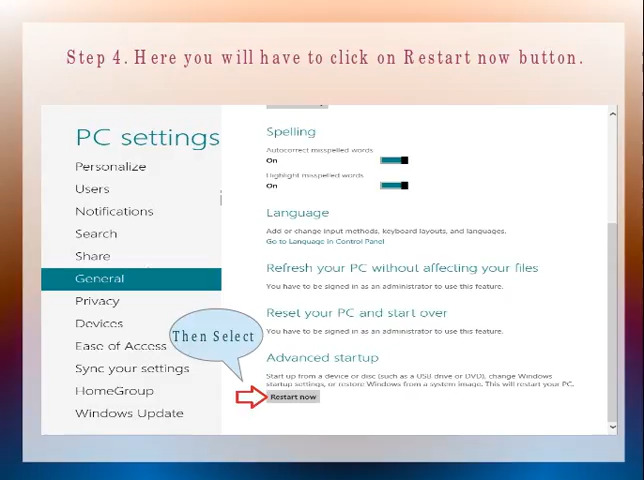 Step 4. Here you will have to click on Restart now button.
PC settings
Personalize
Users
Notifications
Search
Share
General
Privacy
Devices
Ease of Access
Sync your settings
HomeGroup
Windows Update
Then Select
Spelling
Autocorrect misspelled words
On
Highlight misspelled words
On
Language
Add or change input methods, keyboard layouts, and languages.
Go to Language in Control Panel
Refresh your PC without affecting your files
You have to be signed in as an administrator to use this feature.
Reset your PC and start over
You have to be signed in as an administrator to use this feature.
Advanced startup
Start up from a device or disc (such as a USB drive or DVD), change Windows
startup settings, or restore Windows from a system image. This will restart your PC.
Restart now